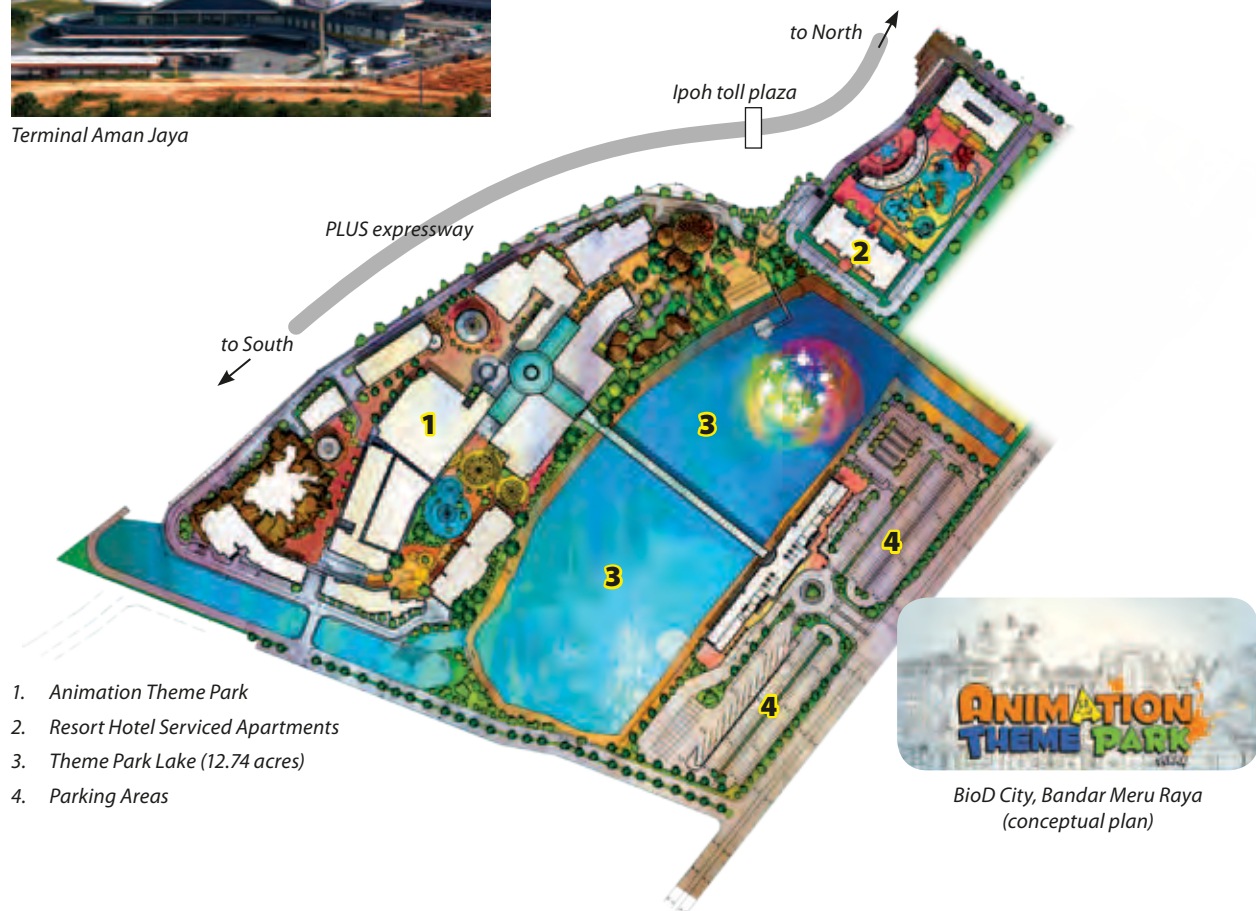 to North
Ipoh toll plaza
Terminal Aman Jaya
PLUS expressway
2
to South
1
3
4
3
1. Animation Theme Park
2. Resort Hotel Serviced Apartments
3. Theme Park Lake (12.74 acres)
4. Parking Areas
4
ANIMATION
THEME PARK
BioD City, Bandar Meru Raya
(conceptual plan)